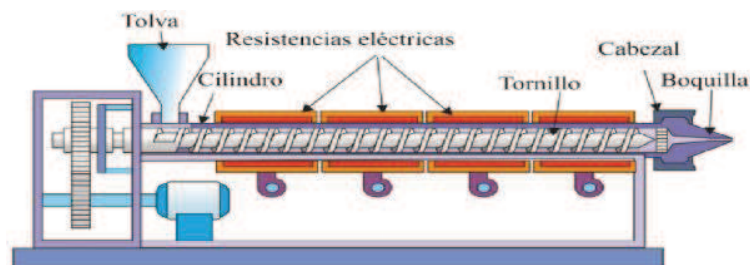 Tolva
Resistencias eléctricas
Cabezal
Cilindro
Tornillo
Boquilla